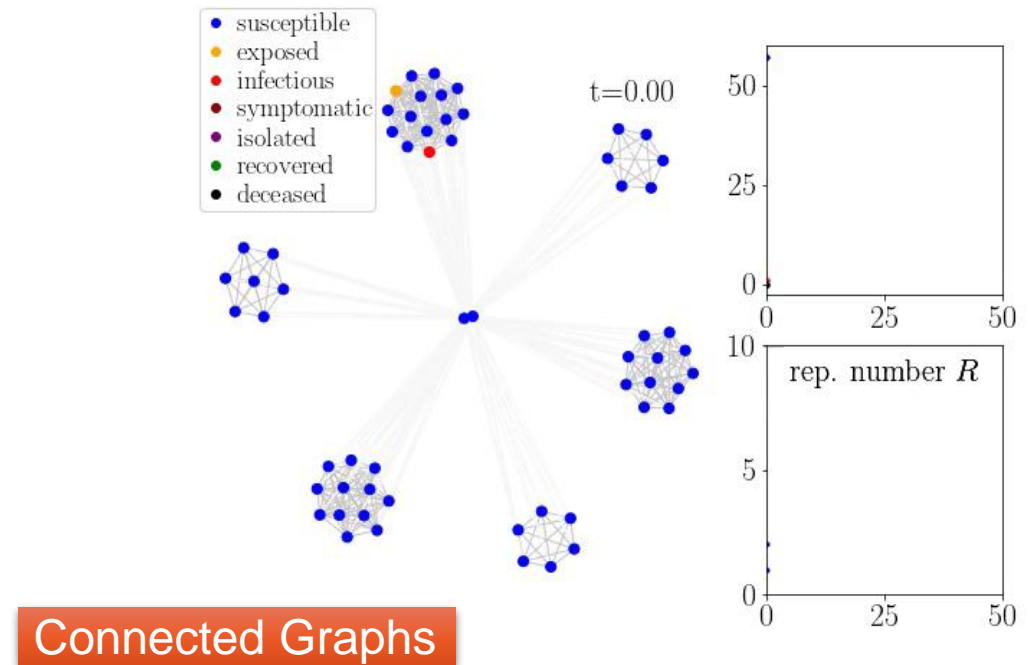 susceptible
exposed
infectious
symptomatic
isolated
recovered
deceased
t=0.00
50
25
0
0 25 50
10
rep. number R
5
0
0 25 50
Connected Graphs